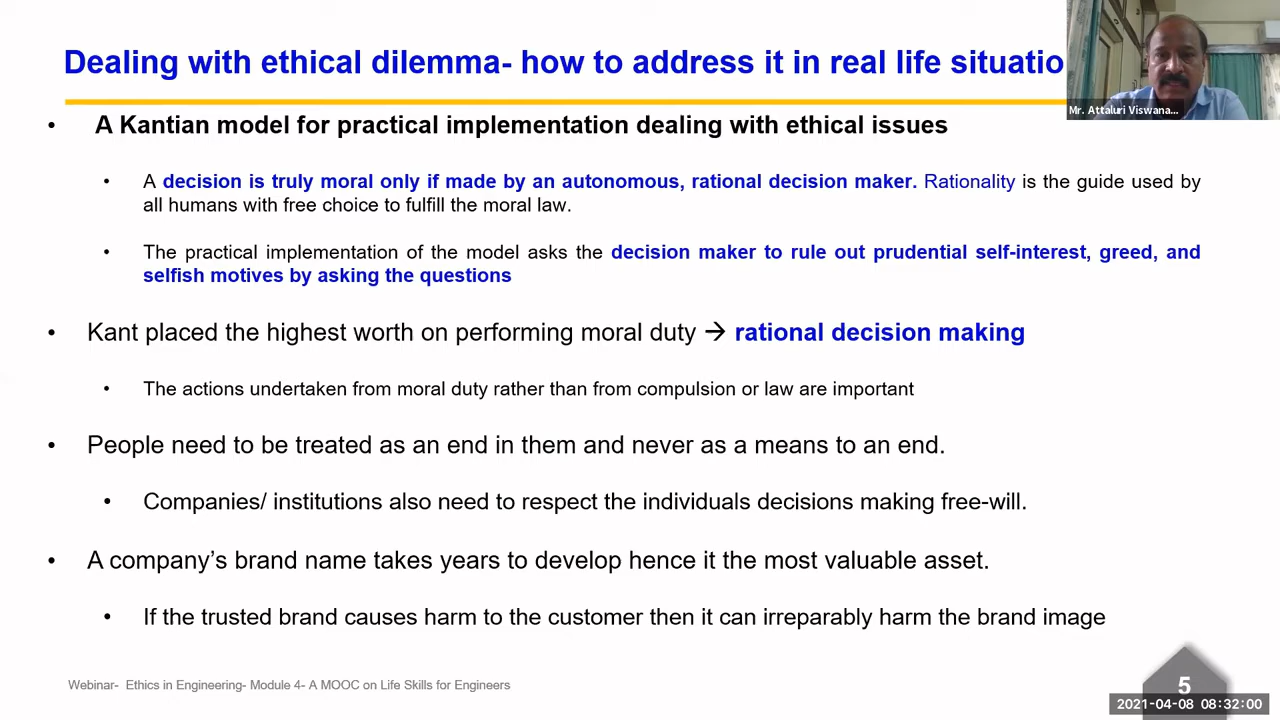 Dealing with ethical dilemma- how to address it in real life situatio
Mr. Attaluri Viswana...
• A Kantian model for practical implementation dealing with ethical issues
• A decision is truly moral only if made by an autonomous, rational decision maker. Rationality is the guide used by
all humans with free choice to fulfill the moral law.
• The practical implementation of the model asks the decision maker to rule out prudential self-interest, greed, and
selfish motives by asking the questions
• Kant placed the highest worth on performing moral duty → rational decision making
• The actions undertaken from moral duty rather than from compulsion or law are important
• People need to be treated as an end in them and never as a means to an end.
• Companies/ institutions also need to respect the individuals decisions making free-will.
• A company’s brand name takes years to develop hence it the most valuable asset.
• If the trusted brand causes harm to the customer then it can irreparably harm the brand image
Webinar- Ethics in Engineering- Module 4- A MOOC on Life Skills for Engineers
5
2021-04-08 08:32:00